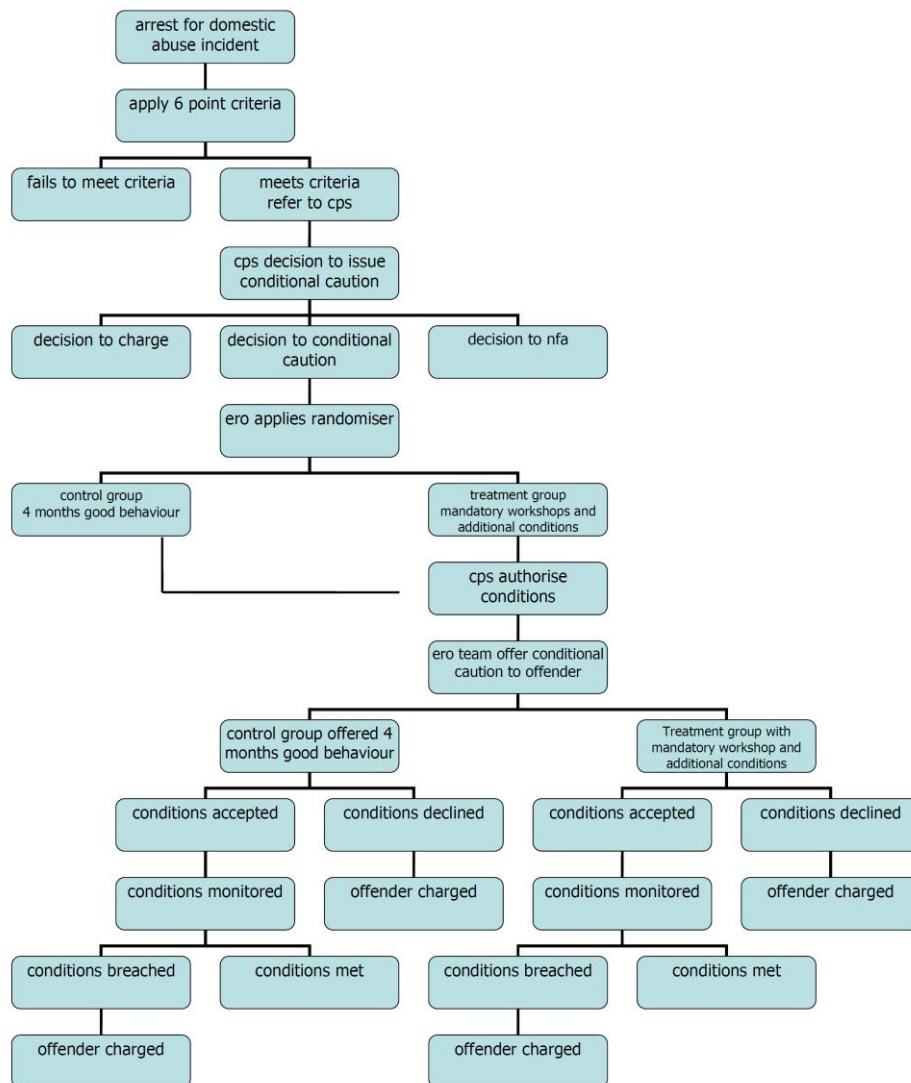 arrest for domestic
abuse incident
apply 6 point criteria
fails to meet criteria
meets criteria
refer to cps
cps decision to issue
conditional caution
decision to charge
decision to conditional
caution
decision to nfa
ero applies randomiser
control group
4 months good behaviour
treatment group
mandatory workshops and
additional conditions
cps authorise
conditions
ero team offer conditional
caution to offender
control group offered 4
months good behaviour
Treatment group with
mandatory workshop and
additional conditions
conditions accepted
conditions declined
conditions accepted
conditions declined
conditions monitored
offender charged
conditions monitored
offender charged
conditions breached
conditions met
conditions breached
conditions met
offender charged
offender charged